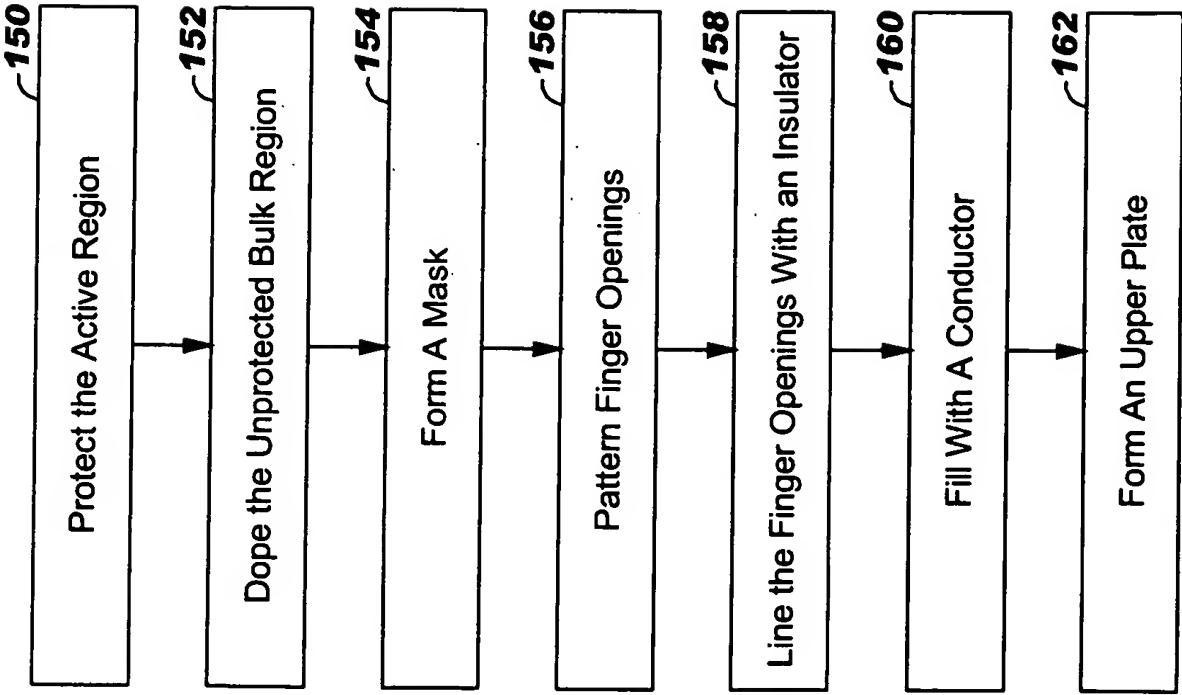 150
Protect the Active Region
152
Dope the Unprotected Bulk Region
154
Form A Mask
156
Pattern Finger Openings
158
Line the Finger Openings With an Insulator
160
Fill With A Conductor
162
Form An Upper Plate